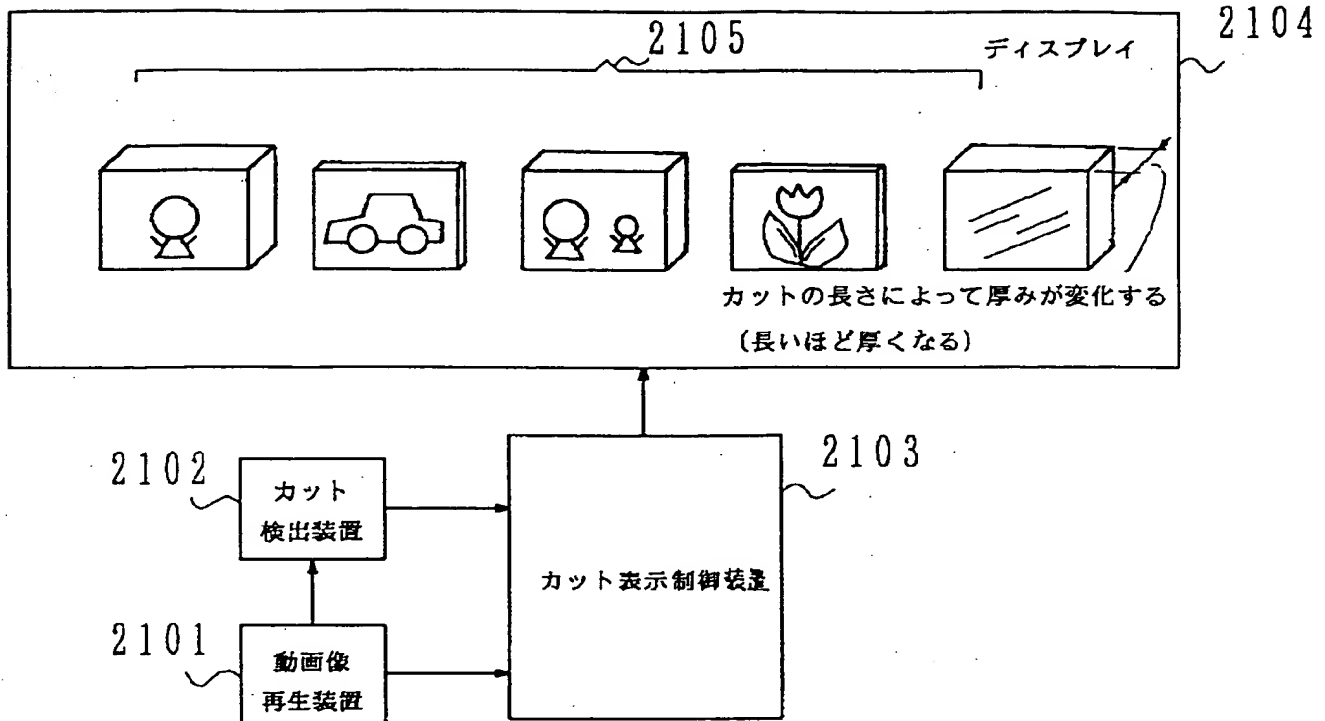 2105
ディスプレイ
2104
カットの長さによって厚みが変化する
(長いほど厚くなる)
2102
カット
検出装置
2103
カット表示制御装置
2101
動画像
再生装置